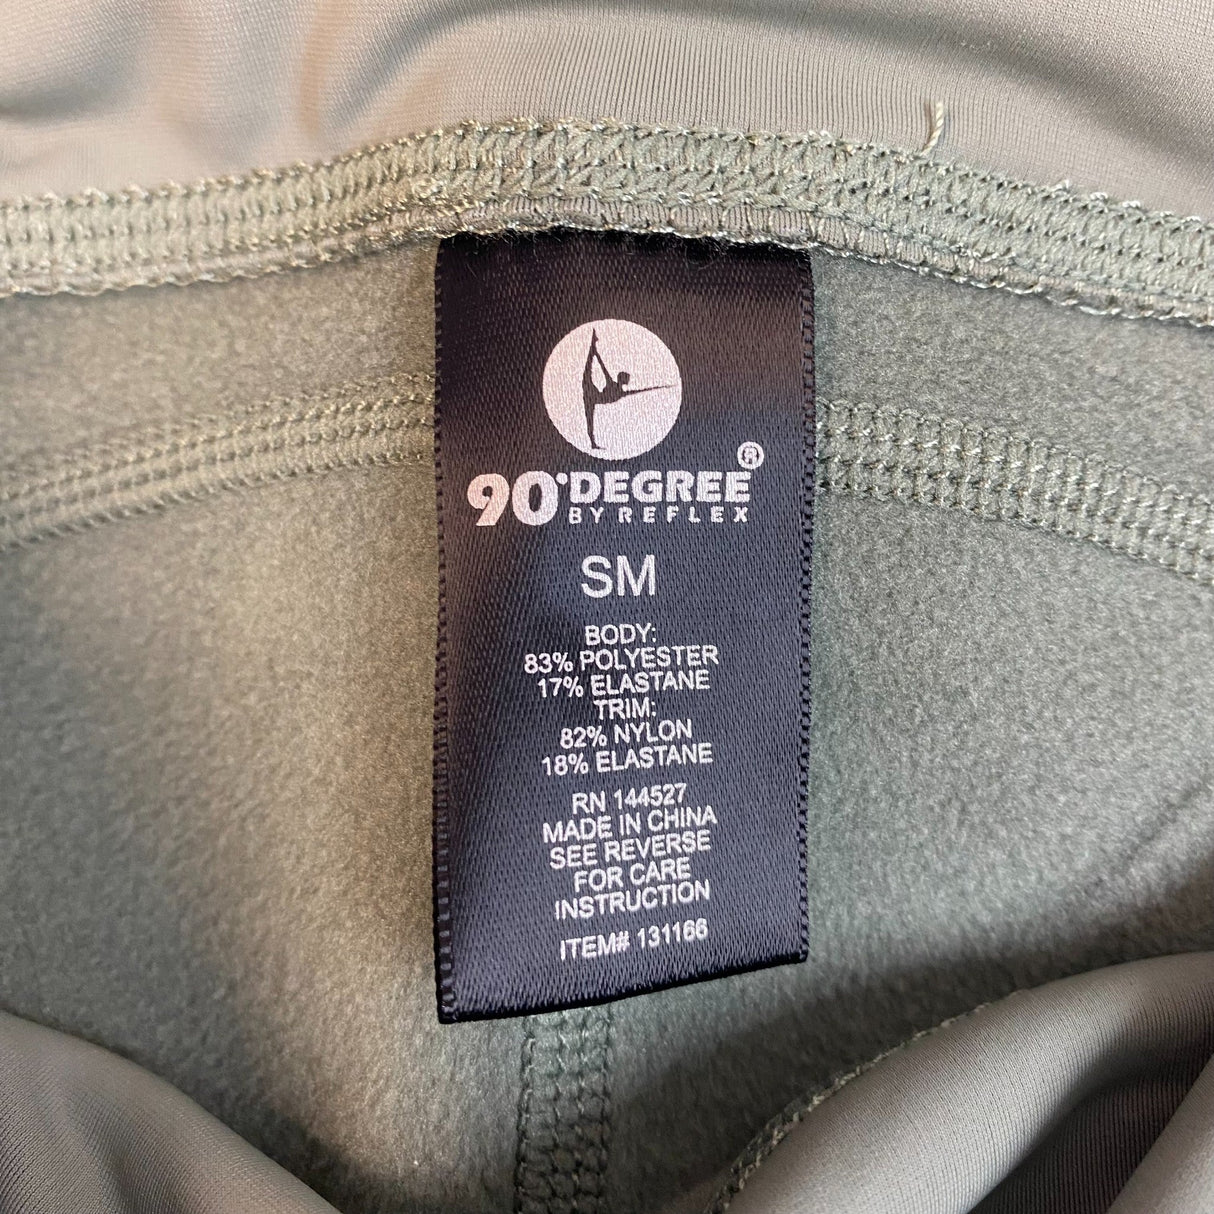 90°DEGREE®
BY REFLEX
SM
BODY:
83% POLYESTER
17% ELASTANE
TRIM:
82% NYLON
18% ELASTANE
RN 144527
MADE IN CHINA
SEE REVERSE
FOR CARE
INSTRUCTION
ITEM# 131166